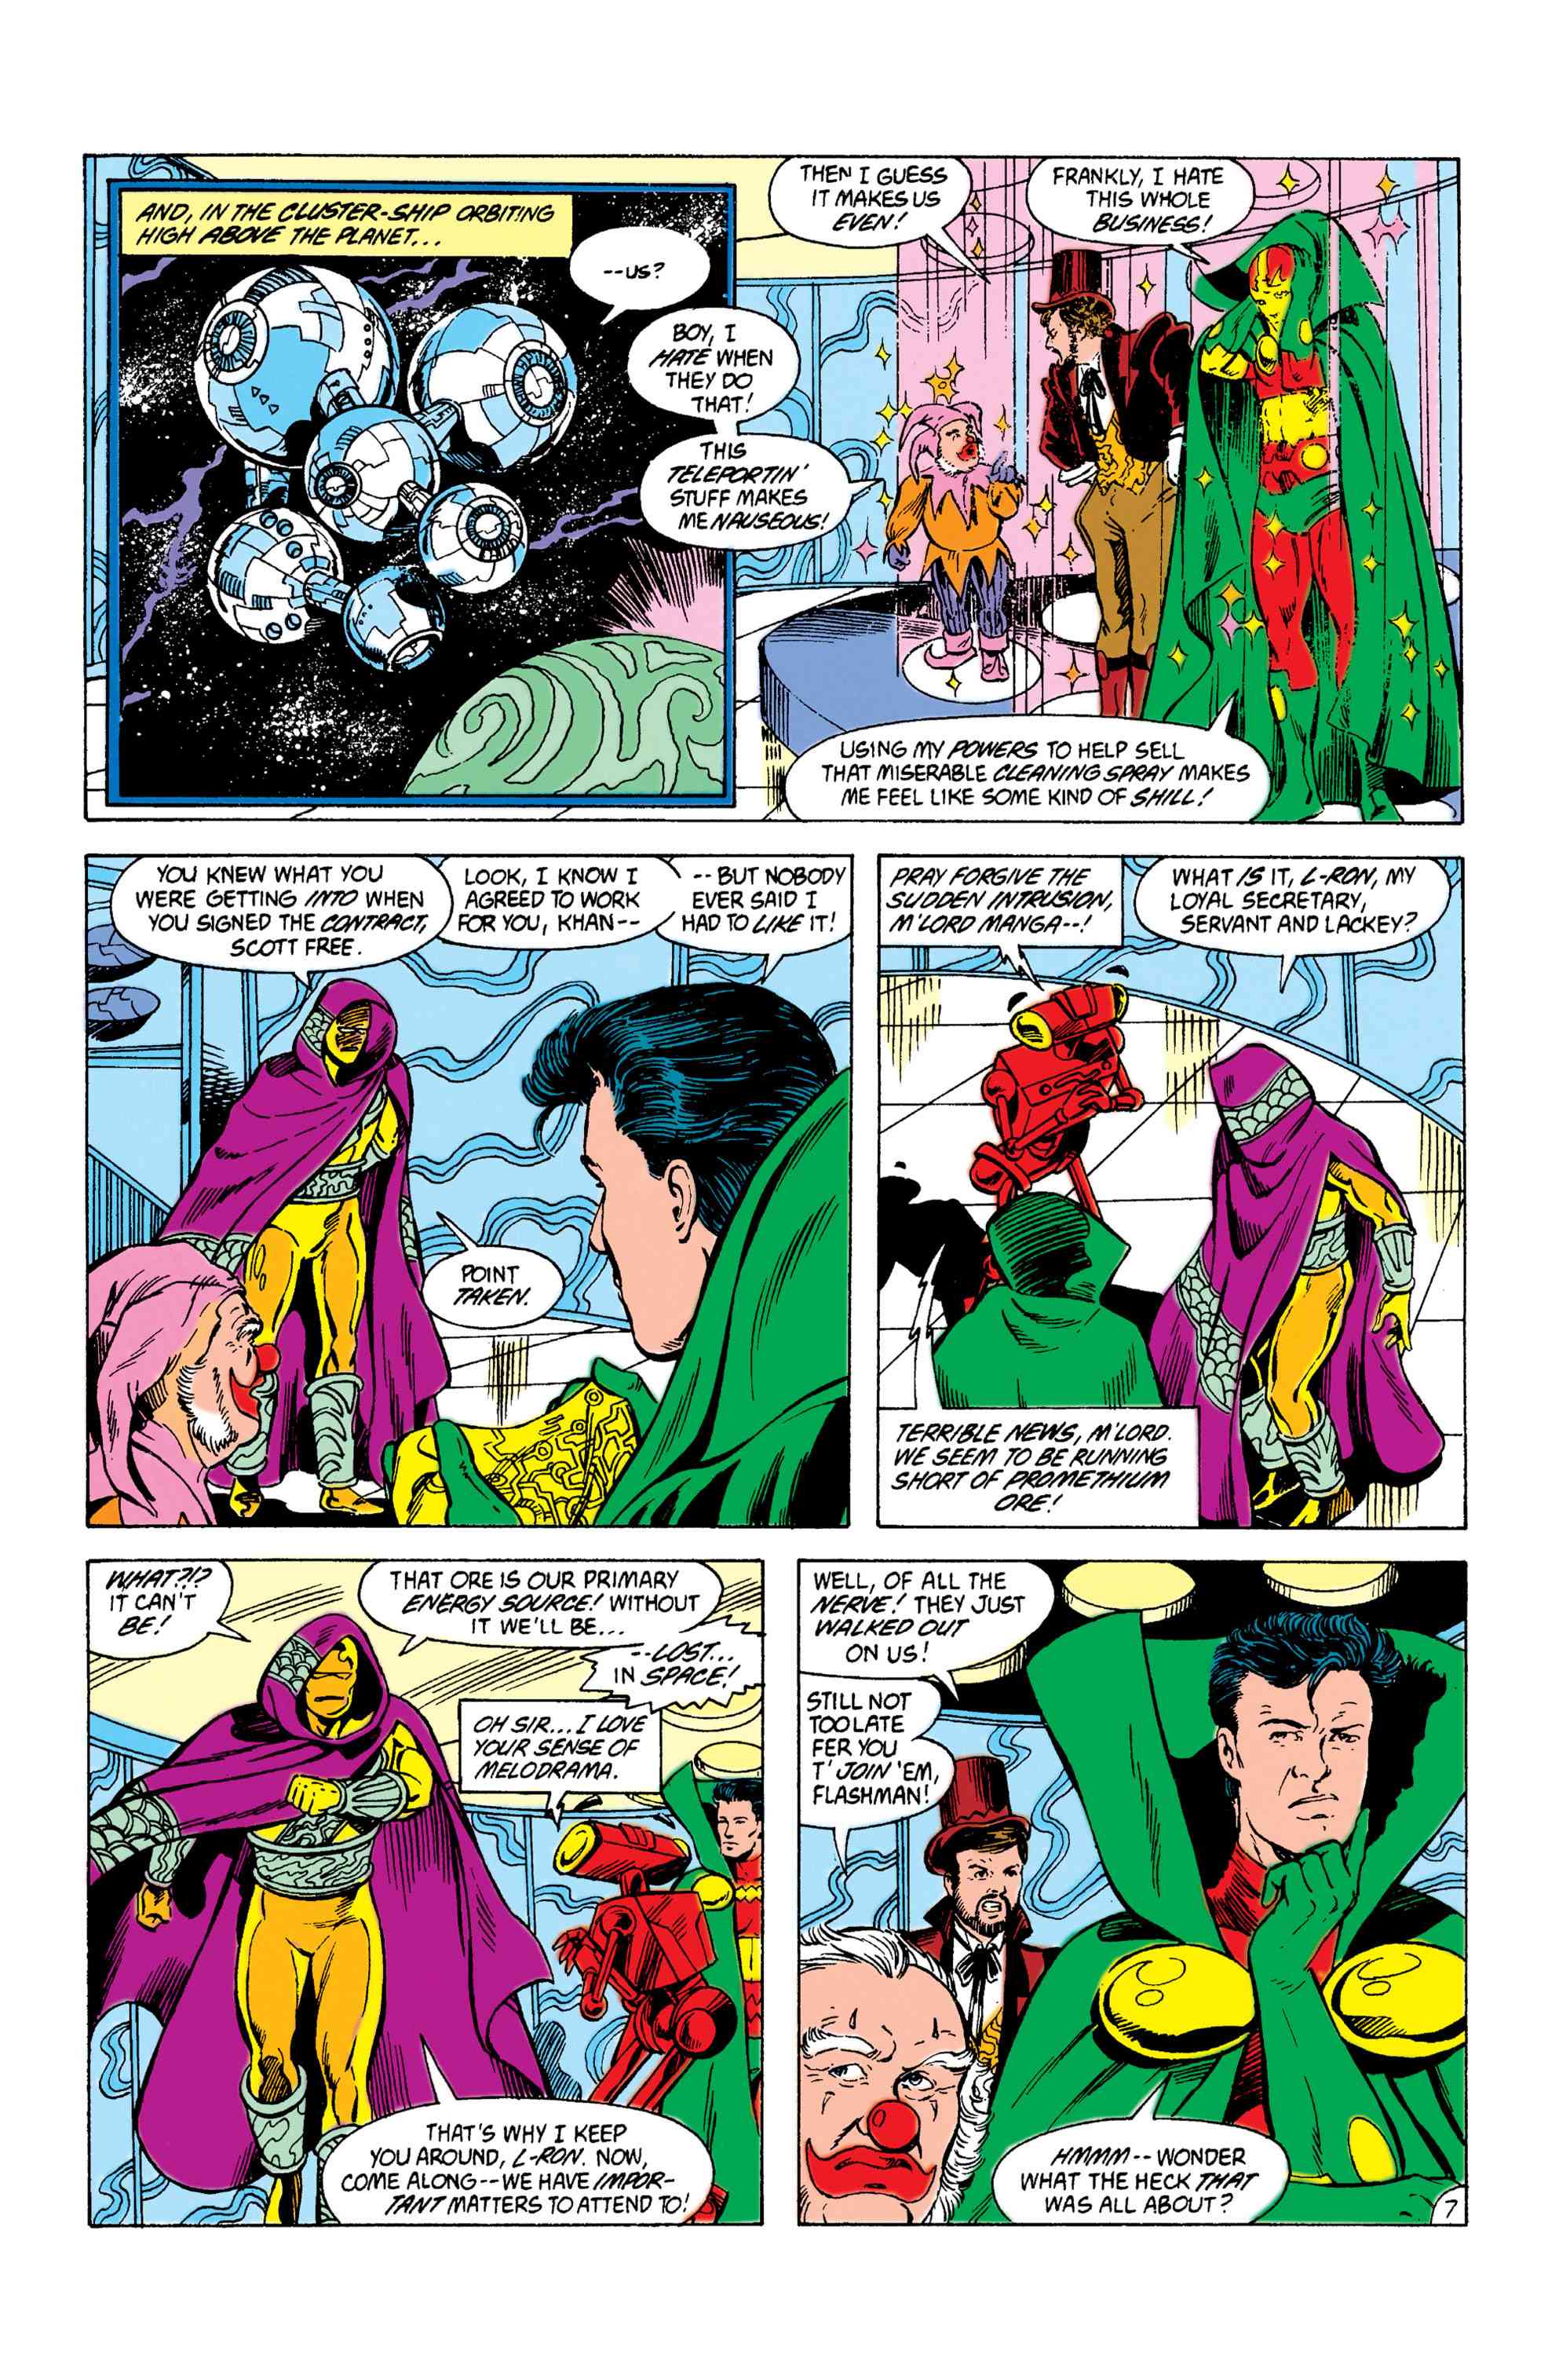 AND, IN THE CLUSTER-SHIP ORBITING
HIGH ABOVE THE PLANET...
--US?
BOY, I
HATE WHEN
THEY DO
THAT!
THIS
TELEPORTIN'
STUFF MAKES
ME NAUSEOUS!
THEN I GUESS
IT MAKES US
EVEN!
FRANKLY, I HATE
THIS WHOLE
BUSINESS!
USING MY POWERS TO HELP SELL
THAT MISERABLE CLEANING SPRAY MAKES
ME FEEL LIKE SOME KIND OF SHILL!
YOU KNEW WHAT YOU
WERE GETTING INTO WHEN
YOU SIGNED THE CONTRACT,
SCOTT FREE.
LOOK, I KNOW I
AGREED TO WORK
FOR YOU, KHAN--
-- BUT NOBODY
EVER SAID I
HAD TO LIKE IT!
POINT
TAKEN.
PRAY FORGIVE THE
SUDDEN INTRUSION,
M'LORD MANGA--!
WHAT IS IT, L-RON, MY
LOYAL SECRETARY,
SERVANT AND LACKEY?
TERRIBLE NEWS, M'LORD.
WE SEEM TO BE RUNNING
SHORT OF PROMETHIUM
ORE!
WHAT?!?
IT CAN'T
BE!
THAT ORE IS OUR PRIMARY
ENERGY SOURCE! WITHOUT
IT WE'LL BE...
--LOST...
IN SPACE!
OH SIR... I LOVE
YOUR SENSE OF
MELODRAMA.
THAT'S WHY I KEEP
YOU AROUND, L-RON. NOW,
COME ALONG--WE HAVE IMPOR-
TANT MATTERS TO ATTEND TO!
WELL, OF ALL THE
NERVE! THEY JUST
WALKED OUT
ON US!
STILL NOT
TOO LATE
FER YOU
T' JOIN 'EM,
FLASHMAN!
HMMM-- WONDER
WHAT THE HECK THAT
WAS ALL ABOUT?
7